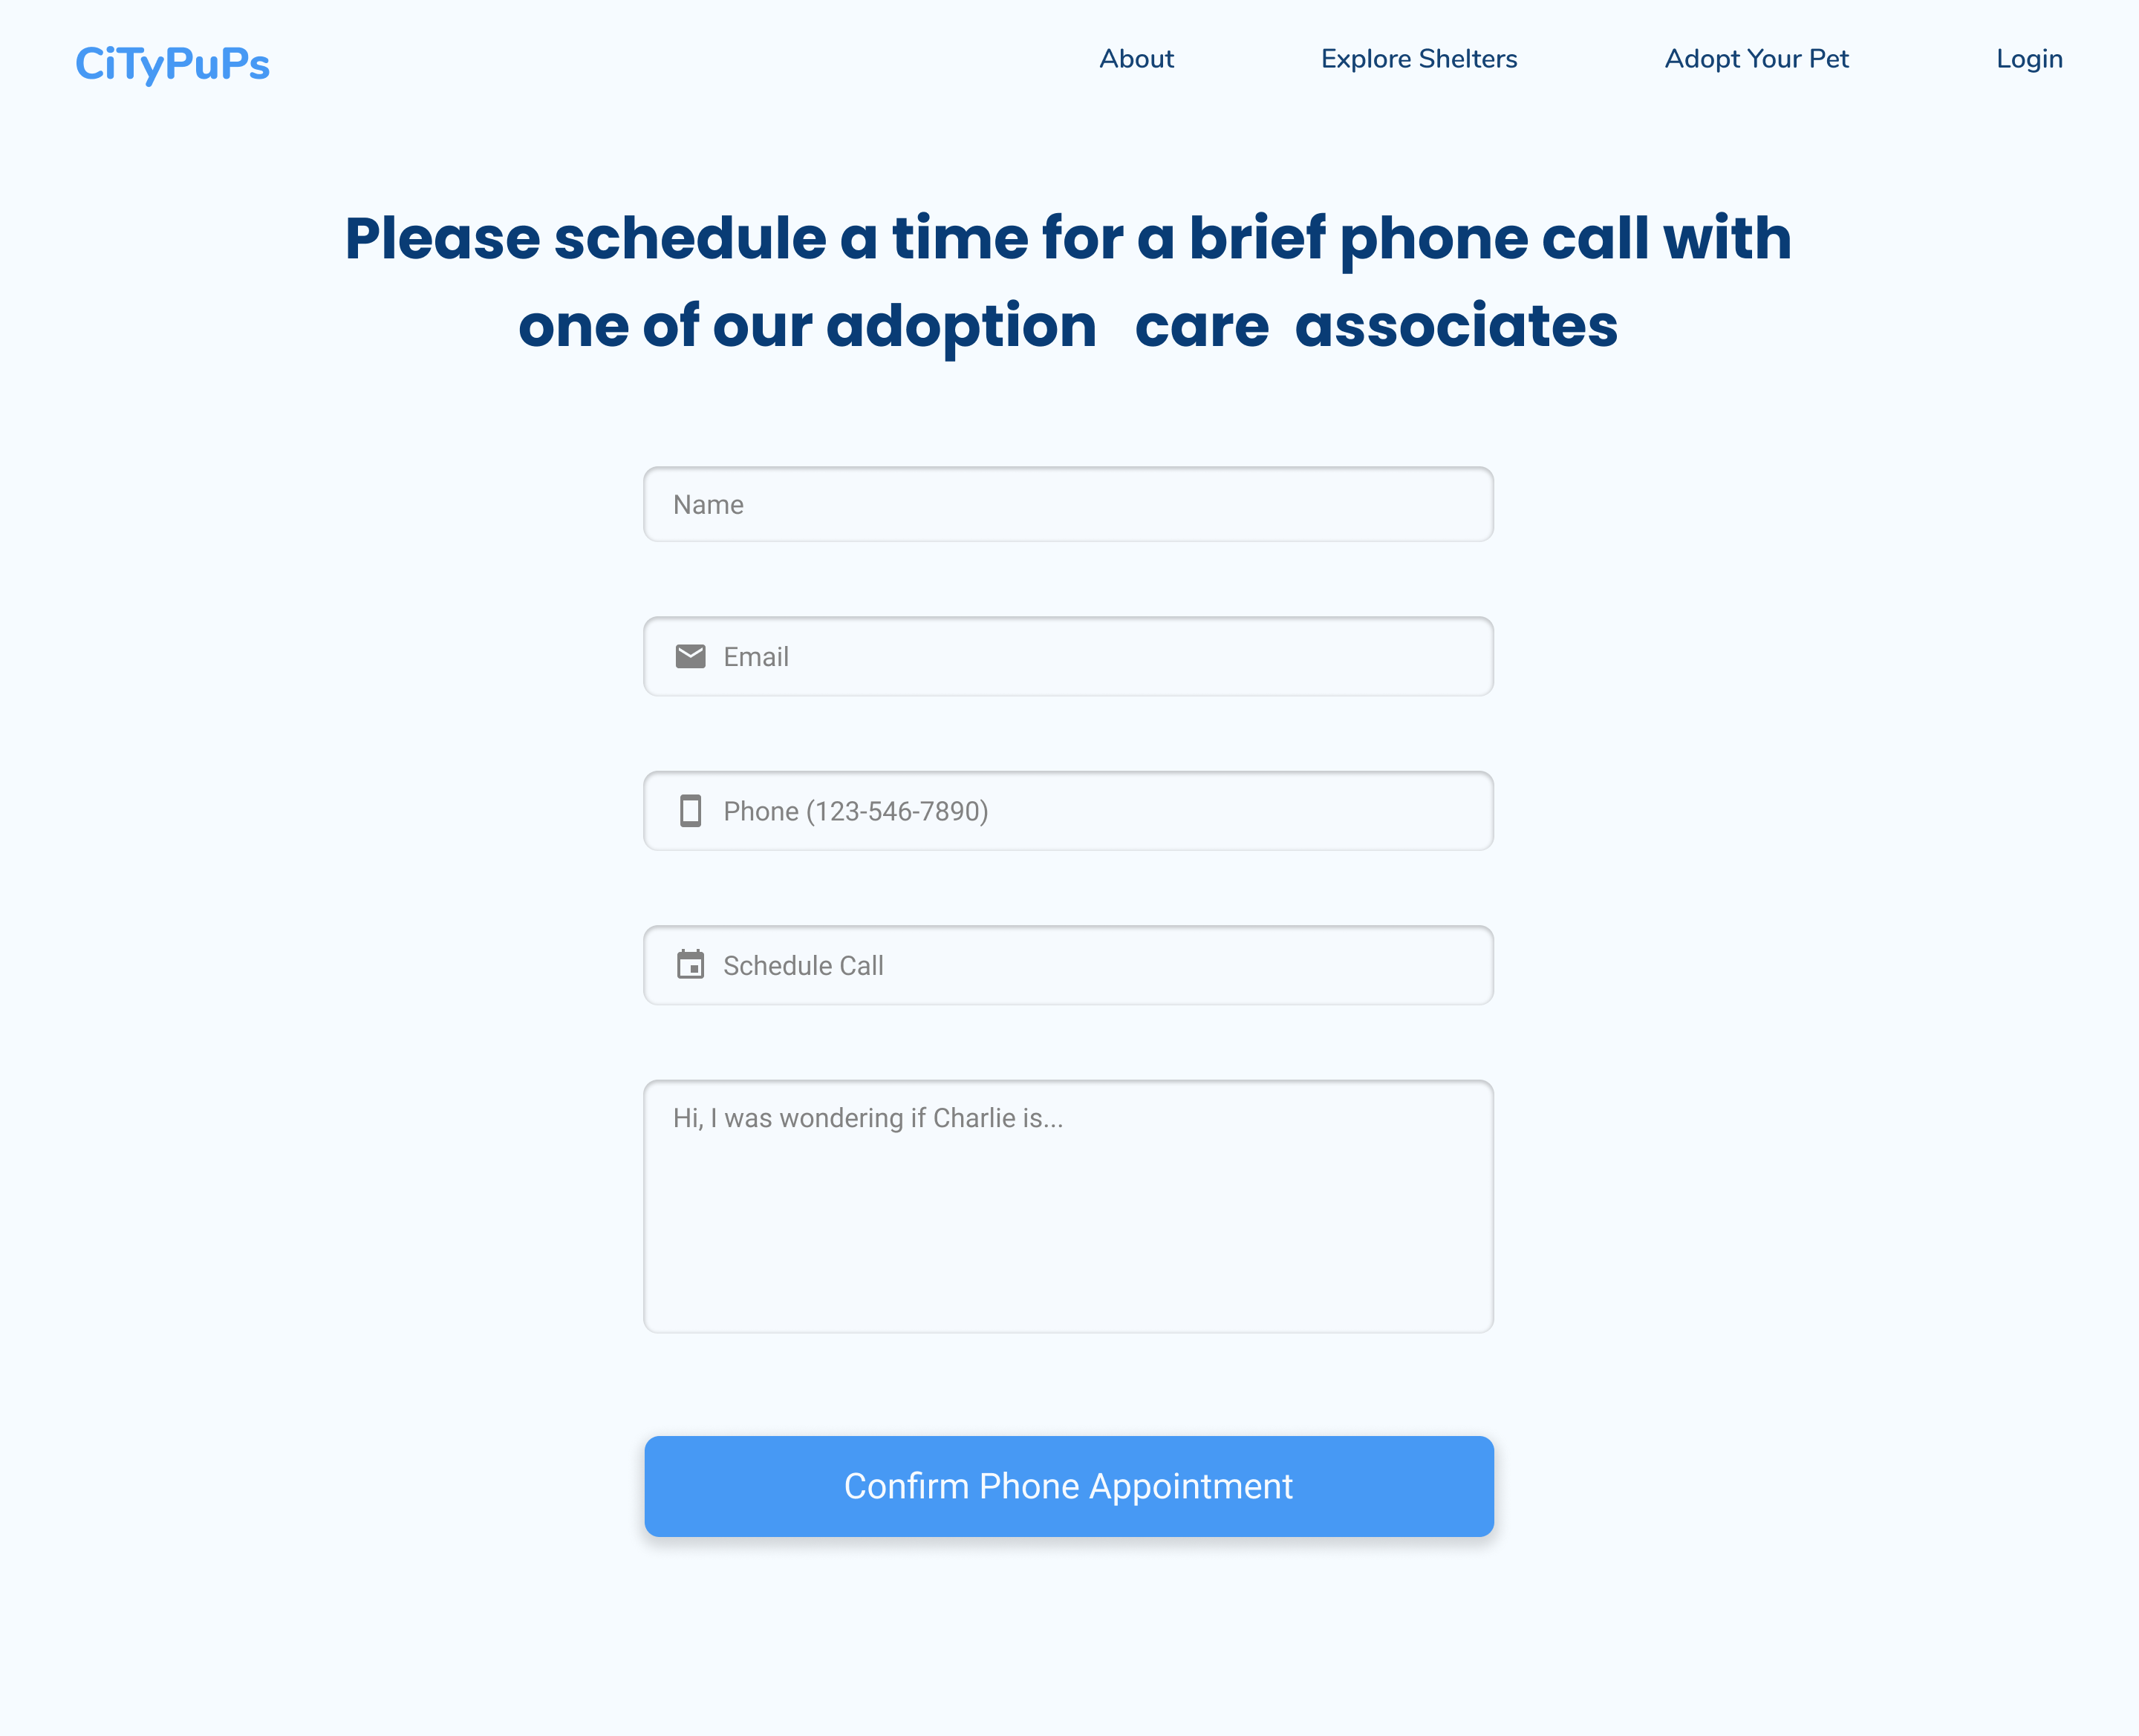 CiTyPuPs
About
Explore Shelters
Adopt Your Pet
Login
Please schedule a time for a brief phone call with
one of our adoption care associates
Name
Email
Phone (123-546-7890)
Schedule Call
Hi, I was wondering if Charlie is...
Confirm Phone Appointment